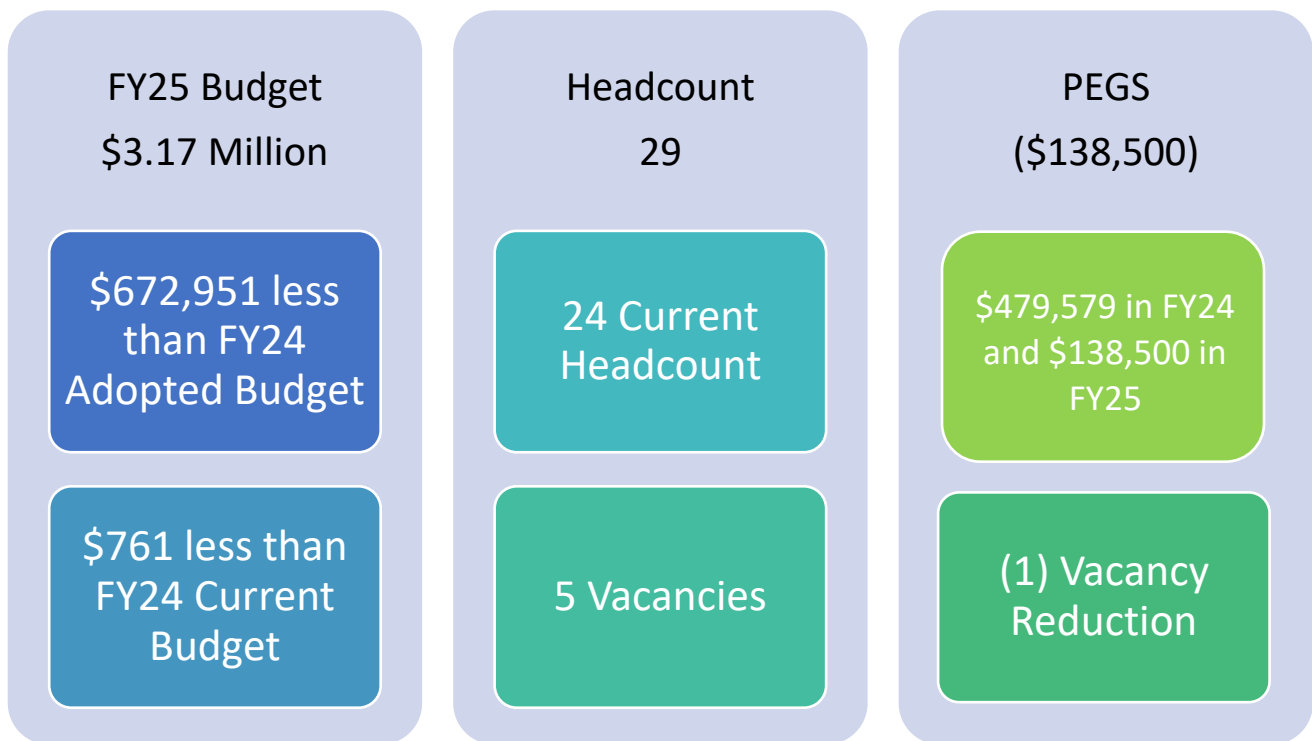 FY25 Budget
$3.17 Million
$672,951 less
than FY24
Adopted Budget
$761 less than
FY24 Current
Budget
Headcount
29
24 Current
Headcount
5 Vacancies
PEGS
($138,500)
$479,579 in FY24
and $138,500 in
FY25
(1) Vacancy
Reduction